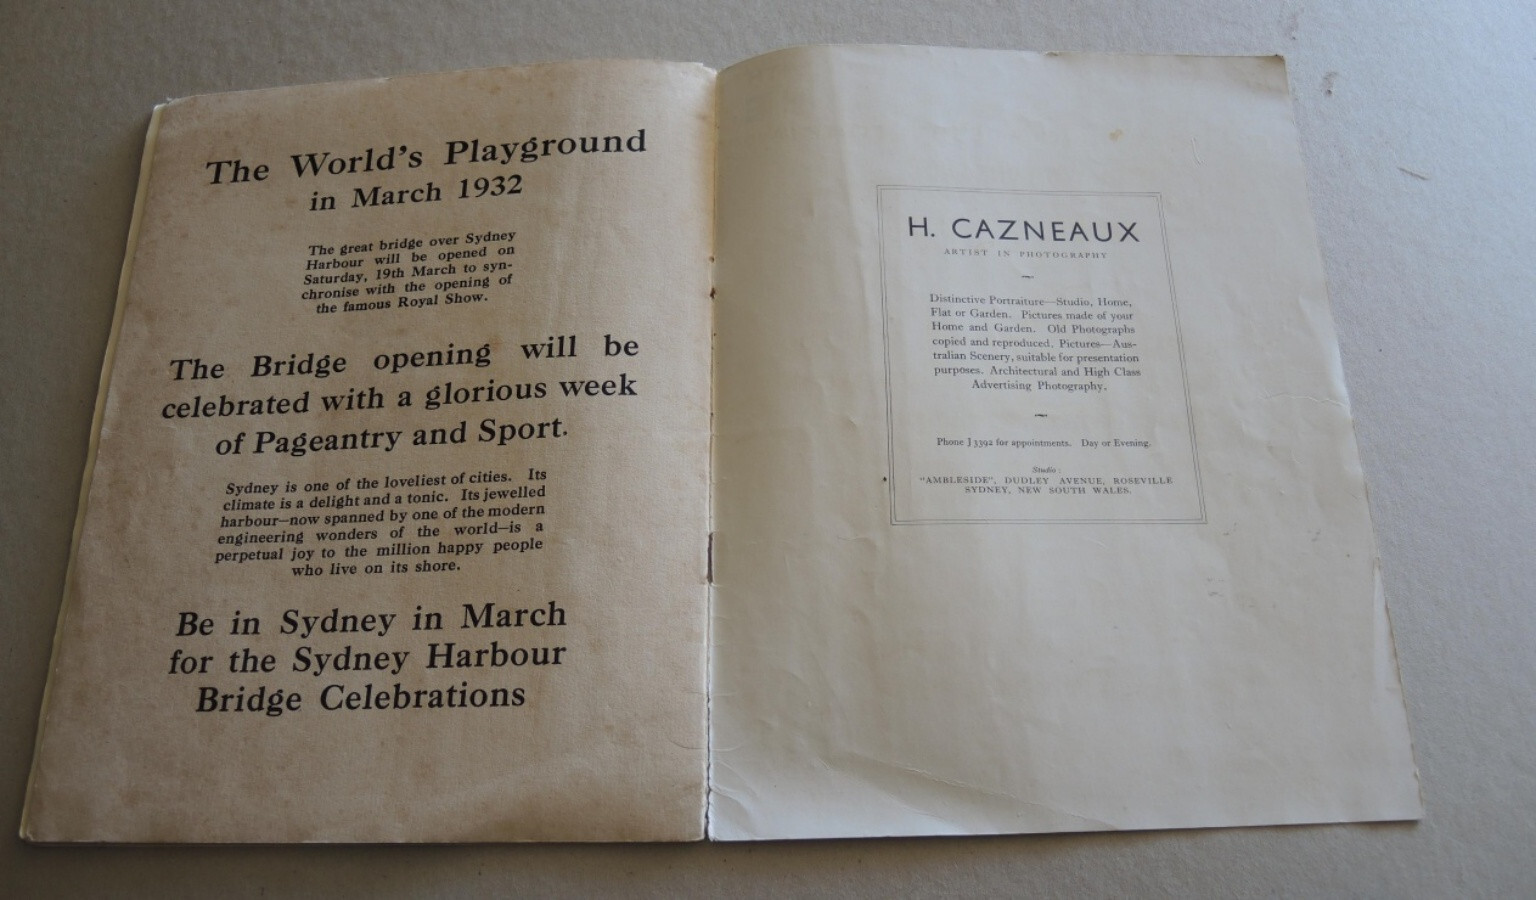 The World's Playground
in March 1932
The great bridge over Sydney
Harbour will be opened on
Saturday, 19th March to syn-
chronise with the opening of
the famous Royal Show.
The Bridge opening will be
celebrated with a glorious week
of Pageantry and Sport.
Sydney is one of the loveliest of cities. Its
climate is a delight and a tonic. Its jewelled
harbour—now spanned by one of the modern
engineering wonders of the world—is a
perpetual joy to the million happy people
who live on its shore.
Be in Sydney in March
for the Sydney Harbour
Bridge Celebrations
H. CAZNEAUX
ARTIST IN PHOTOGRAPHY
Distinctive Portraiture—Studio, Home,
Flat or Garden. Pictures made of your
Home and Garden. Old Photographs
copied and reproduced. Pictures—Aus-
tralian Scenery, suitable for presentation
purposes. Architectural and High Class
Advertising Photography.
Phone J 3392 for appointments. Day or Evening.
Studio :
"AMBLESIDE", DUDLEY AVENUE, ROSEVILLE
SYDNEY, NEW SOUTH WALES.